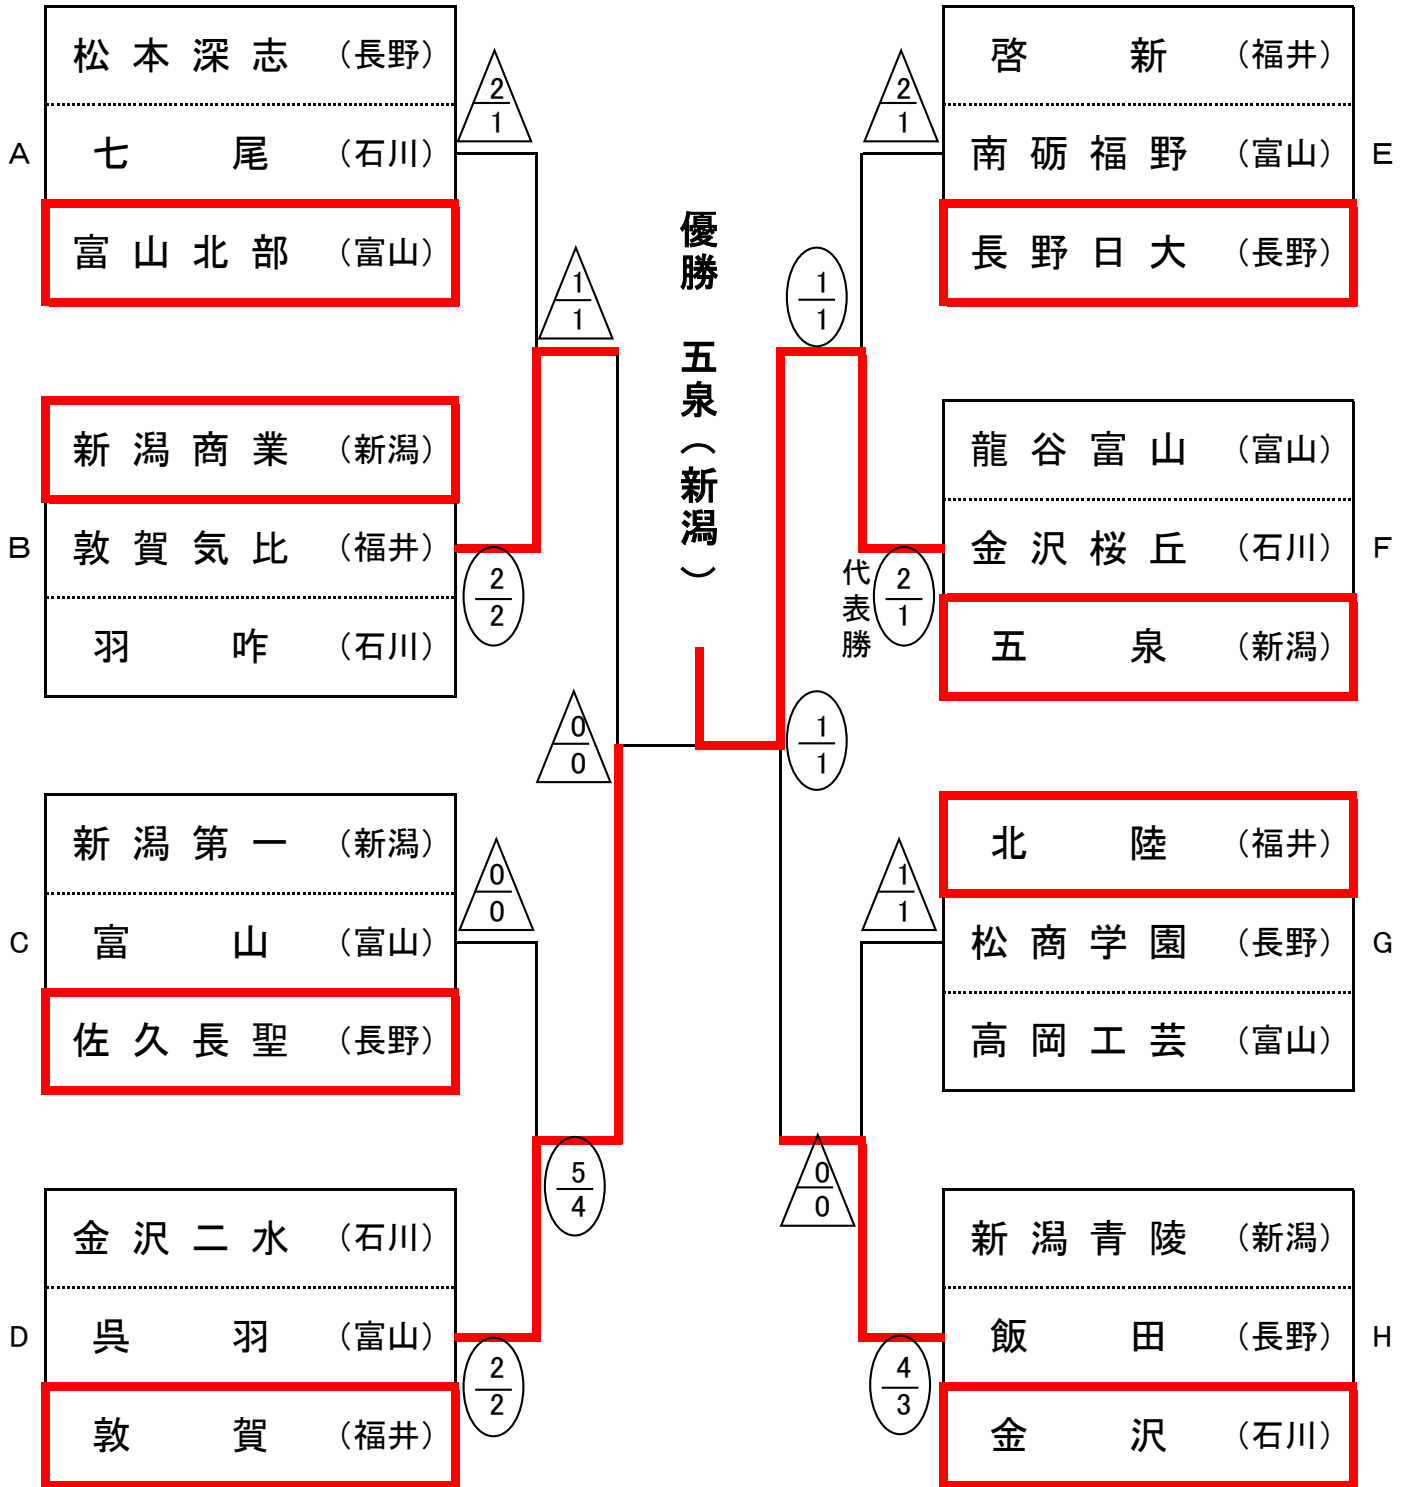 A
松本深志 （長野）
七尾 （石川）
富山北部 （富山）
2
1
B
新潟商業 （新潟）
敦賀気比 （福井）
羽咋 （石川）
2
2
1
1
C
新潟第一 （新潟）
富山 （富山）
佐久長聖 （長野）
0
0
D
金沢二水 （石川）
呉羽 （富山）
敦賀 （福井）
2
2
5
4
0
0
優勝 五泉（新潟）
1
1
1
1
E
啓新 （福井）
南砺福野 （富山）
長野日大 （長野）
2
1
F
龍谷富山 （富山）
金沢桜丘 （石川）
五泉 （新潟）
代表勝
2
1
G
北陸 （福井）
松商学園 （長野）
高岡工芸 （富山）
1
1
0
0
H
新潟青陵 （新潟）
飯田 （長野）
金沢 （石川）
4
3